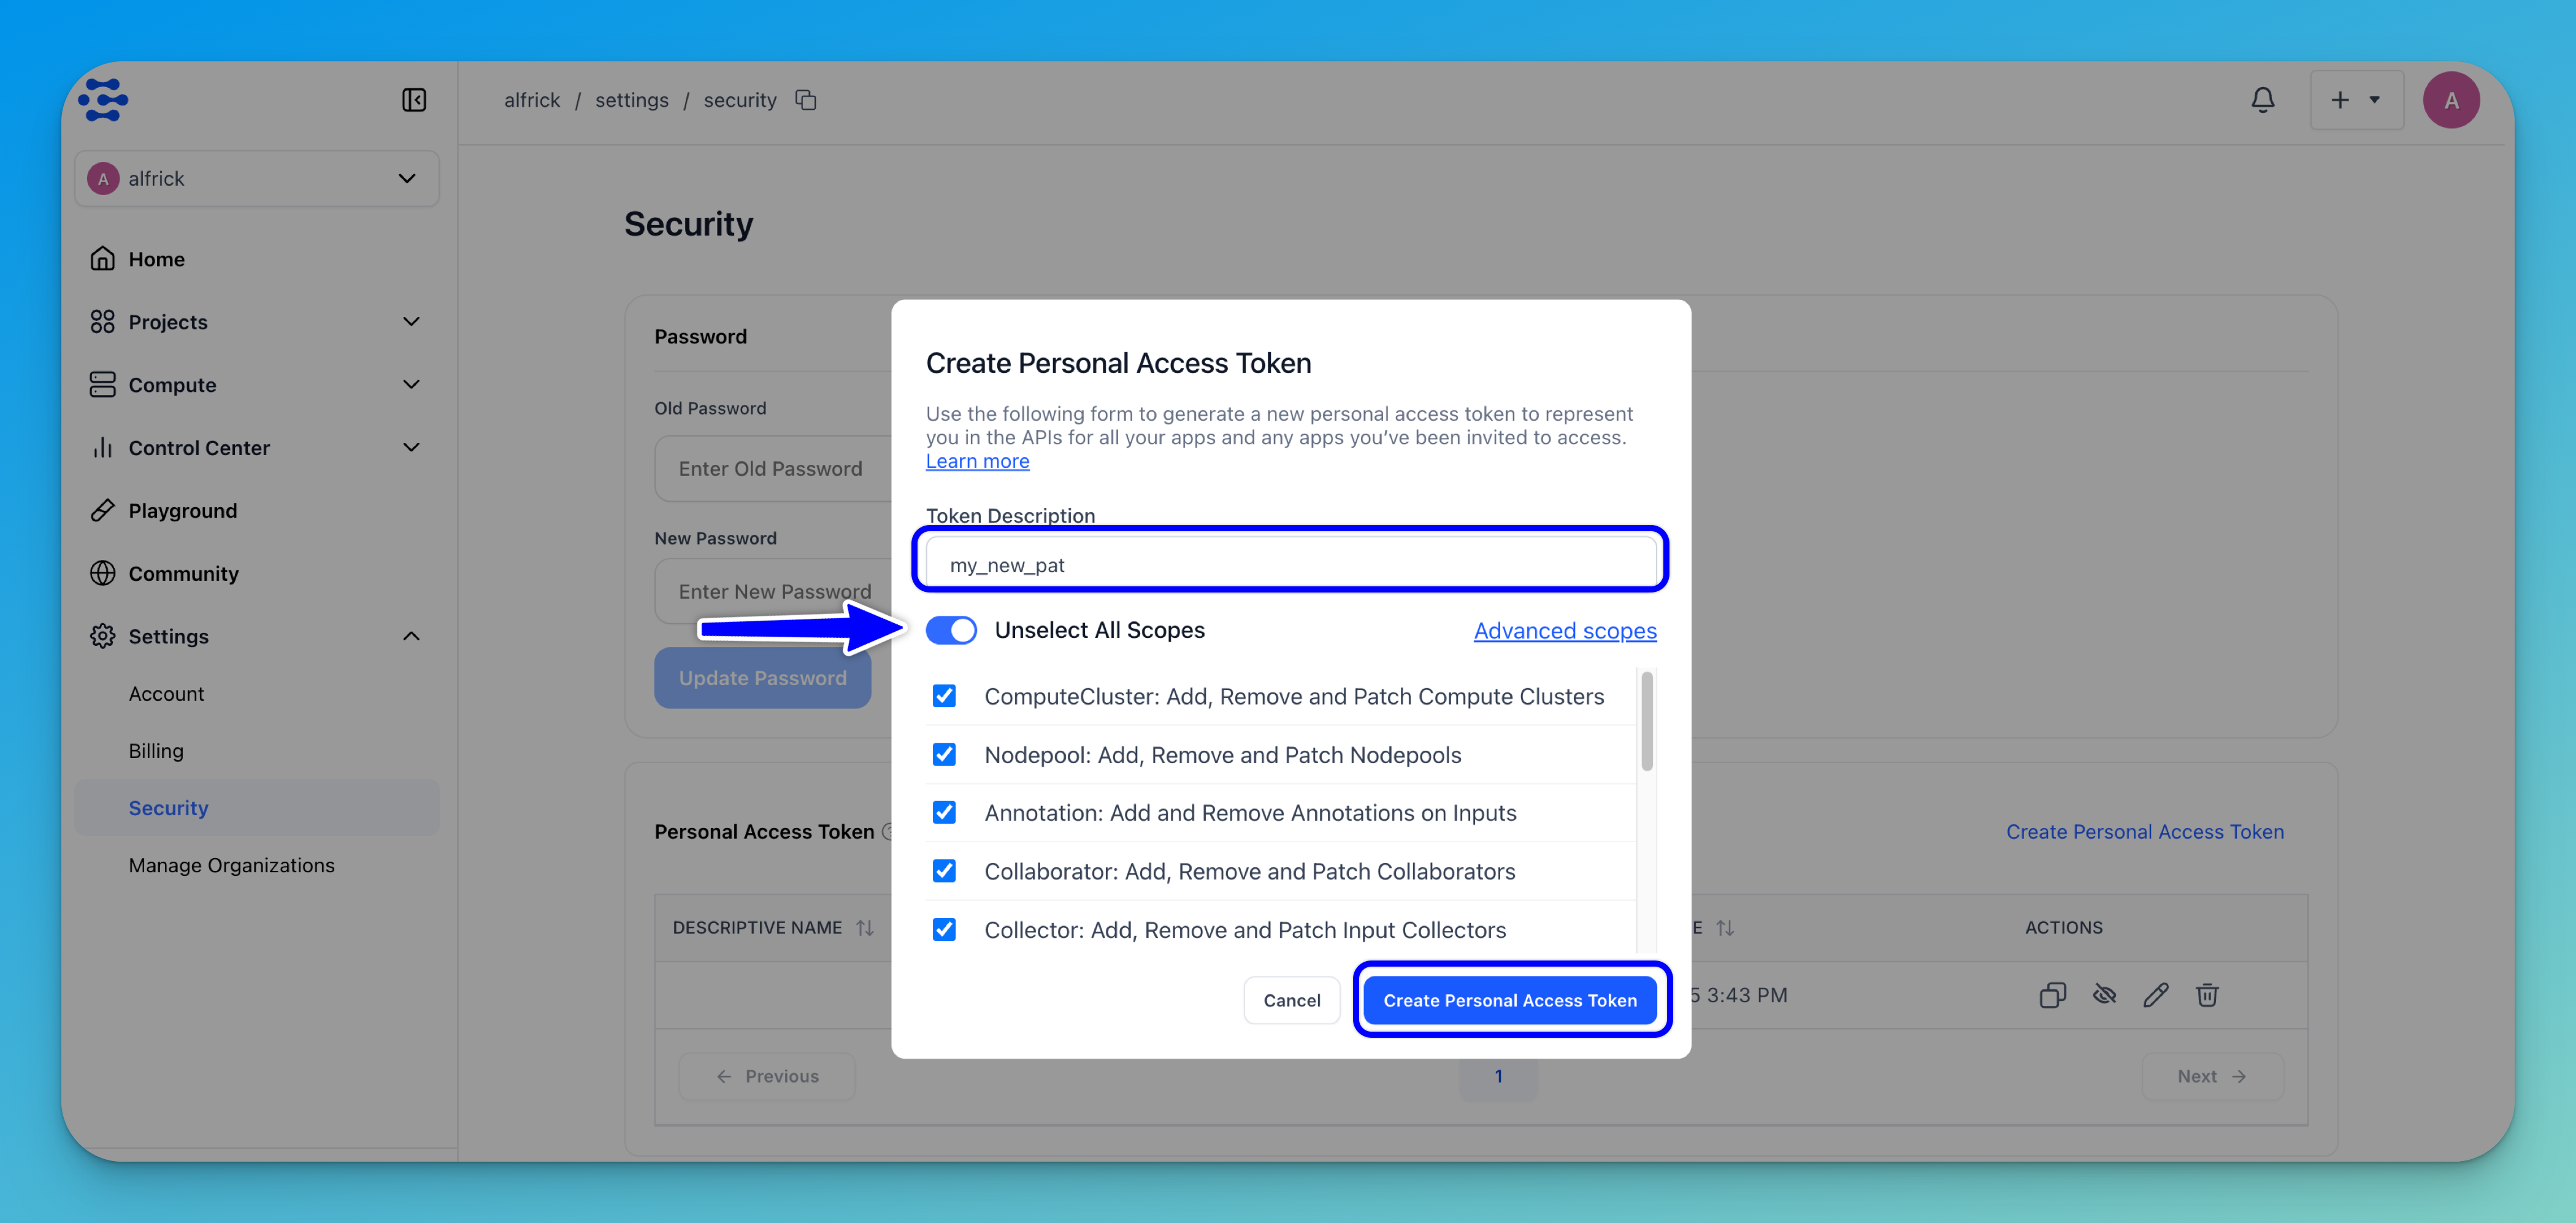 alfrick / settings / security
A
A alfrick
Home
Projects
Compute
Control Center
Playground
Community
Settings
Account
Billing
Security
Manage Organizations
Security
Password
Old Password
Enter Old Password
New Password
Enter New Password
Update Password
Personal Access Token
Create Personal Access Token
DESCRIPTIVE NAME
E
ACTIONS
5 3:43 PM
Previous
1
Next
Create Personal Access Token
Use the following form to generate a new personal access token to represent
you in the APIs for all your apps and any apps you've been invited to access.
Learn more
Token Description
my_new_pat
Unselect All Scopes
Advanced scopes
ComputeCluster: Add, Remove and Patch Compute Clusters
Nodepool: Add, Remove and Patch Nodepools
Annotation: Add and Remove Annotations on Inputs
Collaborator: Add, Remove and Patch Collaborators
Collector: Add, Remove and Patch Input Collectors
Cancel
Create Personal Access Token